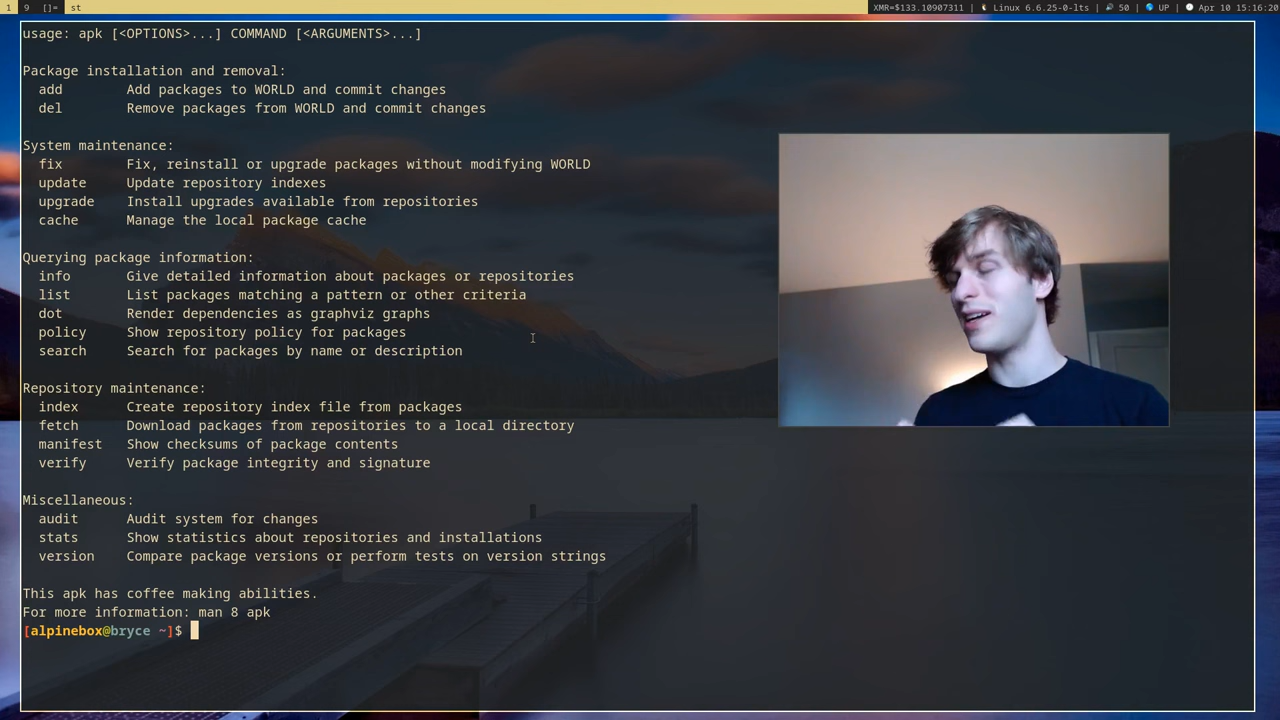 1 9 []= st XMR=$133.10907311 | Linux 6.6.25-0-lts | 50 | UP | Apr 10 15:16:20
usage: apk [<OPTIONS>...] COMMAND [<ARGUMENTS>...]
Package installation and removal:
add Add packages to WORLD and commit changes
del Remove packages from WORLD and commit changes
System maintenance:
fix Fix, reinstall or upgrade packages without modifying WORLD
update Update repository indexes
upgrade Install upgrades available from repositories
cache Manage the local package cache
Querying package information:
info Give detailed information about packages or repositories
list List packages matching a pattern or other criteria
dot Render dependencies as graphviz graphs
policy Show repository policy for packages
search Search for packages by name or description
Repository maintenance:
index Create repository index file from packages
fetch Download packages from repositories to a local directory
manifest Show checksums of package contents
verify Verify package integrity and signature
Miscellaneous:
audit Audit system for changes
stats Show statistics about repositories and installations
version Compare package versions or perform tests on version strings
This apk has coffee making abilities.
For more information: man 8 apk
[alpinebox@bryce ~]$